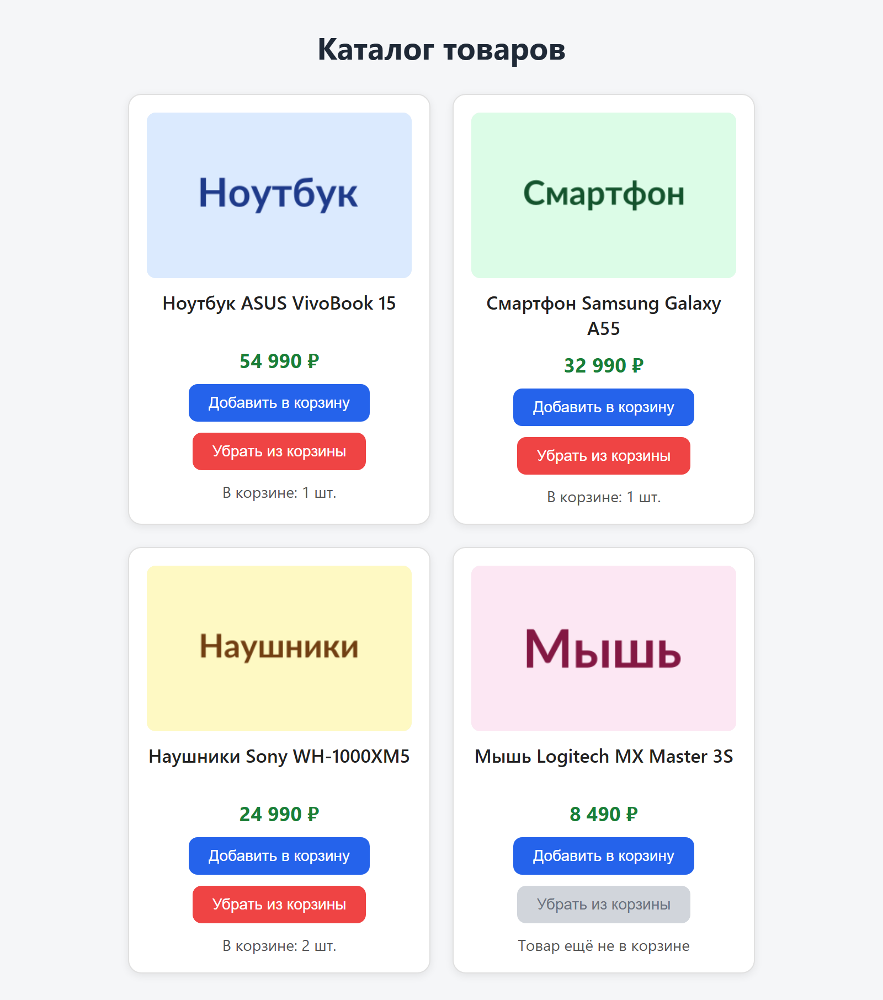 Каталог товаров
Ноутбук
Ноутбук ASUS VivoBook 15
54 990 ₽
Добавить в корзину
Убрать из корзины
В корзине: 1 шт.
Смартфон
Смартфон Samsung Galaxy
A55
32 990 ₽
Добавить в корзину
Убрать из корзины
В корзине: 1 шт.
Наушники
Наушники Sony WH-1000XM5
24 990 ₽
Добавить в корзину
Убрать из корзины
В корзине: 2 шт.
Мышь
Мышь Logitech MX Master 3S
8 490 ₽
Добавить в корзину
Убрать из корзины
Товар ещё не в корзине